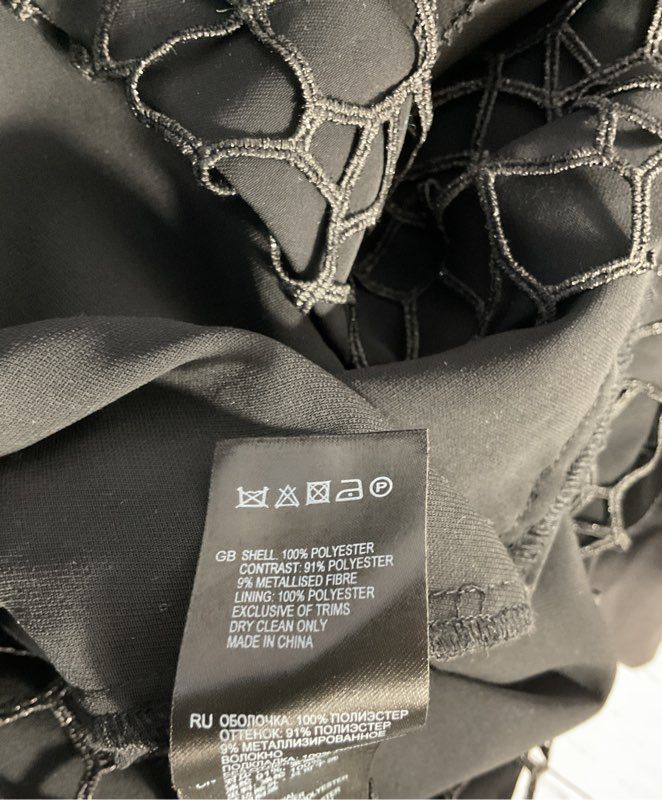 P
GB SHELL. 100% POLYESTER
CONTRAST: 91% POLYESTER
9% METALLISED FIBRE
LINING: 100% POLYESTER
EXCLUSIVE OF TRIMS
DRY CLEAN ONLY
MADE IN CHINA
RU ОБОЛОЧКА: 100% ПОЛИЭСТЕР
ОТТЕНОК: 91% ПОЛИЭСТЕР
9% МЕТАЛЛИЗИРОВАННОЕ
ВОЛОКНО